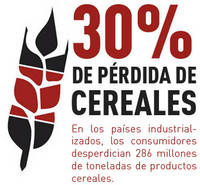 30%
DE PÉRDIDA DE
CEREALES
En los países industrial-
izados, los consumidores
desperdician 286 millones
de toneladas de productos
cereales.